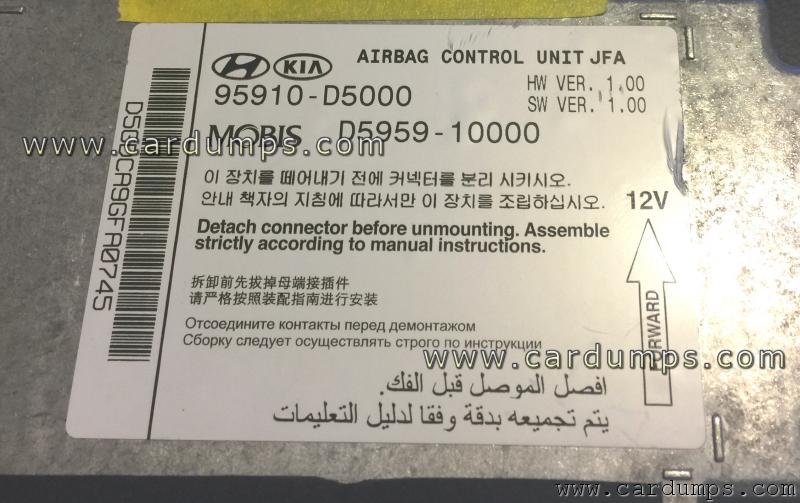 www.cardumps.com
HYUNDAI KIA AIRBAG CONTROL UNIT JFA
95910-D5000
HW VER. 1.00
SW VER. 1.00
MOBIS D5959-10000
www.cardumps.com
이 장치를 떼어내기 전에 커넥터를 분리 시키시오.
안내 책자의 지침에 따라서만 이 장치를 조립하십시오.
12V
Detach connector before unmounting. Assemble
strictly according to manual instructions.
拆卸前先拔掉母端接插件
请严格按照装配指南进行安装
FORWARD
Отсоедините контакты перед демонтажом
Сборку следует осуществлять строго по инструкции
www.cardumps.com
افصل الموصل قبل الفك.
يتم تجميعه بدقة وفقا لدليل التعليمات
www.cardumps.com